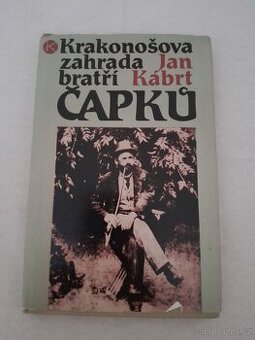 K Krakonošova
zahrada Jan
bratří Kábrt
ČAPKŮ